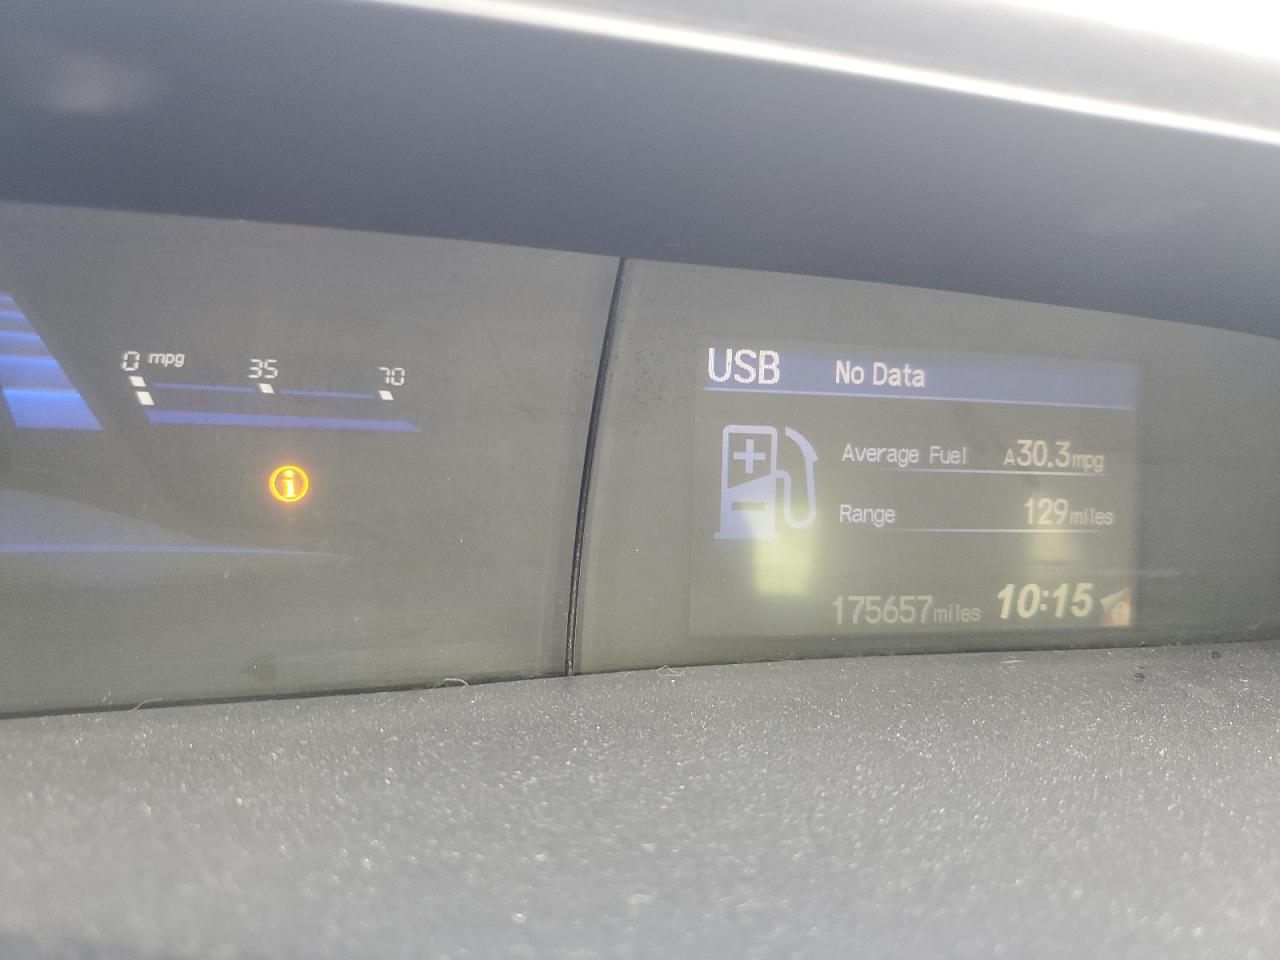 0 mpg 35 70
i
USB No Data
Average Fuel A30.3mpg
Range 129miles
175657miles 10:15